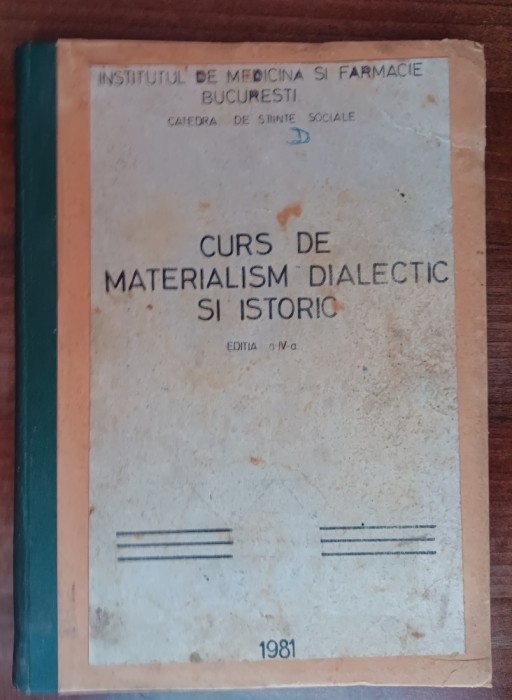 INSTITUTUL DE MEDICINA SI FARMACIE
BUCURESTI
CATEDRA DE STIINTE SOCIALE
D
CURS DE
MATERIALISM DIALECTIC
SI ISTORIC
EDITIA a-IV-a
1981